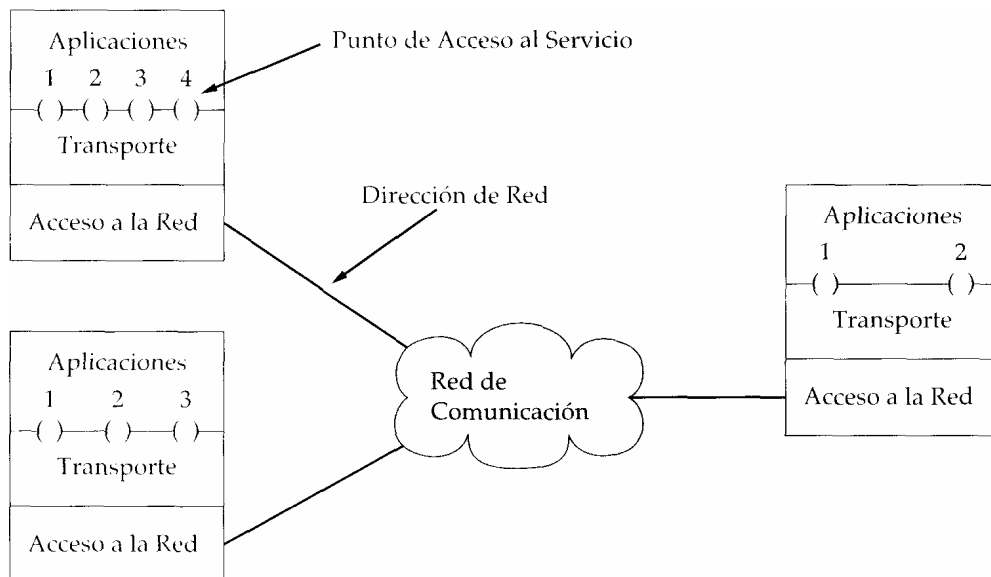 Aplicaciones
1 2 3 4
Transporte
Acceso a la Red
Punto de Acceso al Servicio
Dirección de Red
Aplicaciones
1 2 3
Transporte
Acceso a la Red
Red de
Comunicación
Aplicaciones
1 2
Transporte
Acceso a la Red